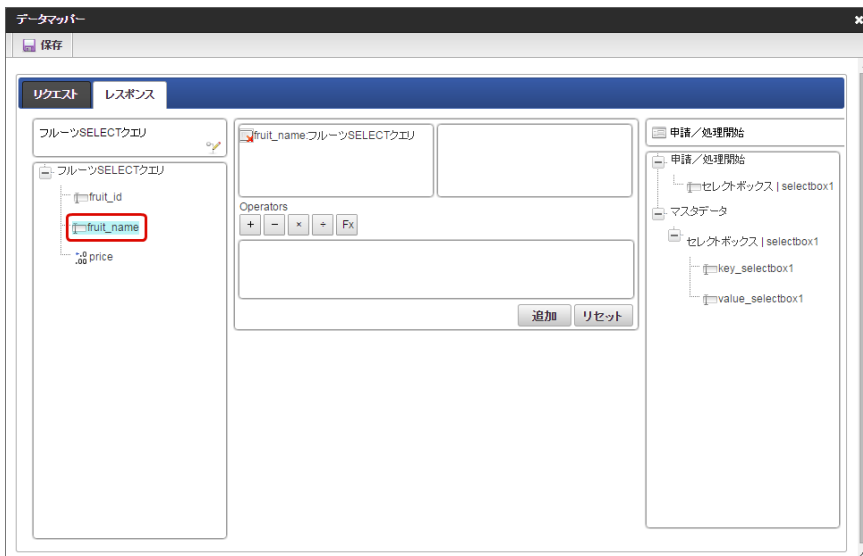 データマッパー
保存
リクエスト レスポンス
フルーツSELECTクエリ
フルーツSELECTクエリ
fruit_id
fruit_name
price
fruit_name:フルーツSELECTクエリ
Operators
+ − × ÷ Fx
追加 リセット
申請/処理開始
申請/処理開始
セレクトボックス | selectbox1
マスタデータ
セレクトボックス | selectbox1
key_selectbox1
value_selectbox1